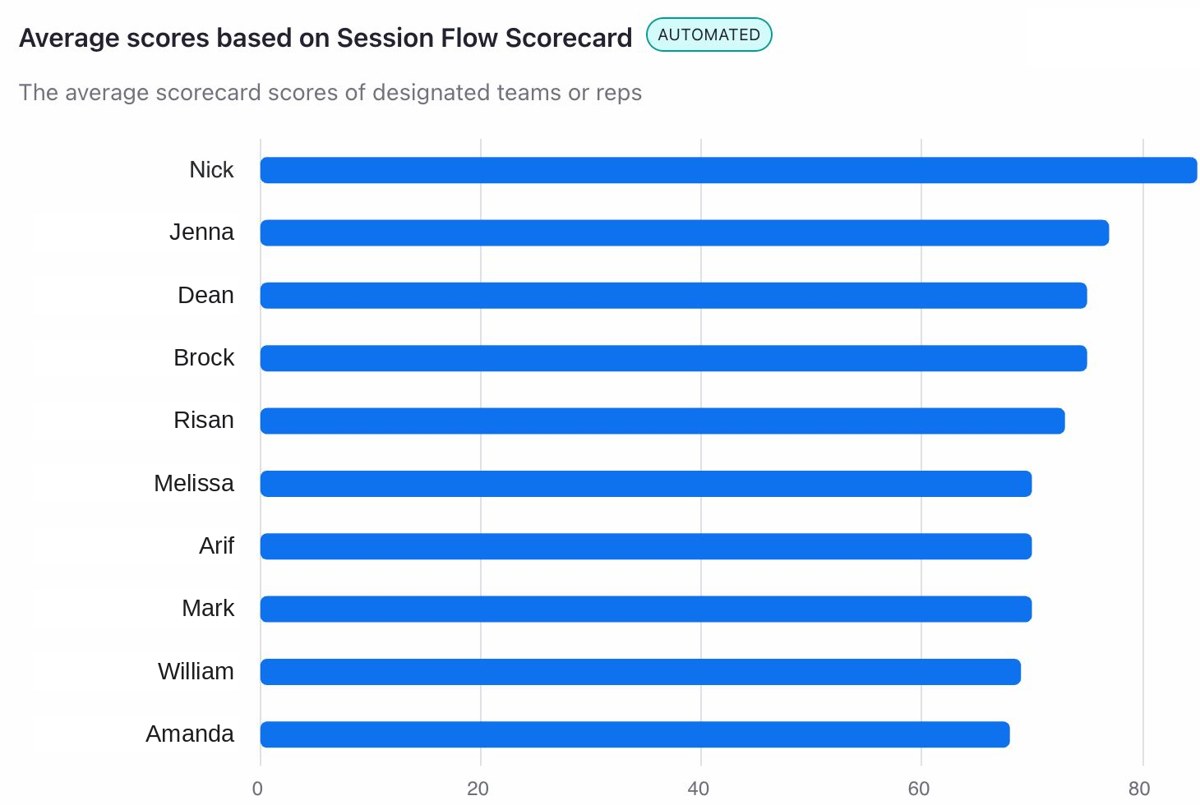 Average scores based on Session Flow Scorecard AUTOMATED
The average scorecard scores of designated teams or reps
Nick
Jenna
Dean
Brock
Risan
Melissa
Arif
Mark
William
Amanda
0 20 40 60 80